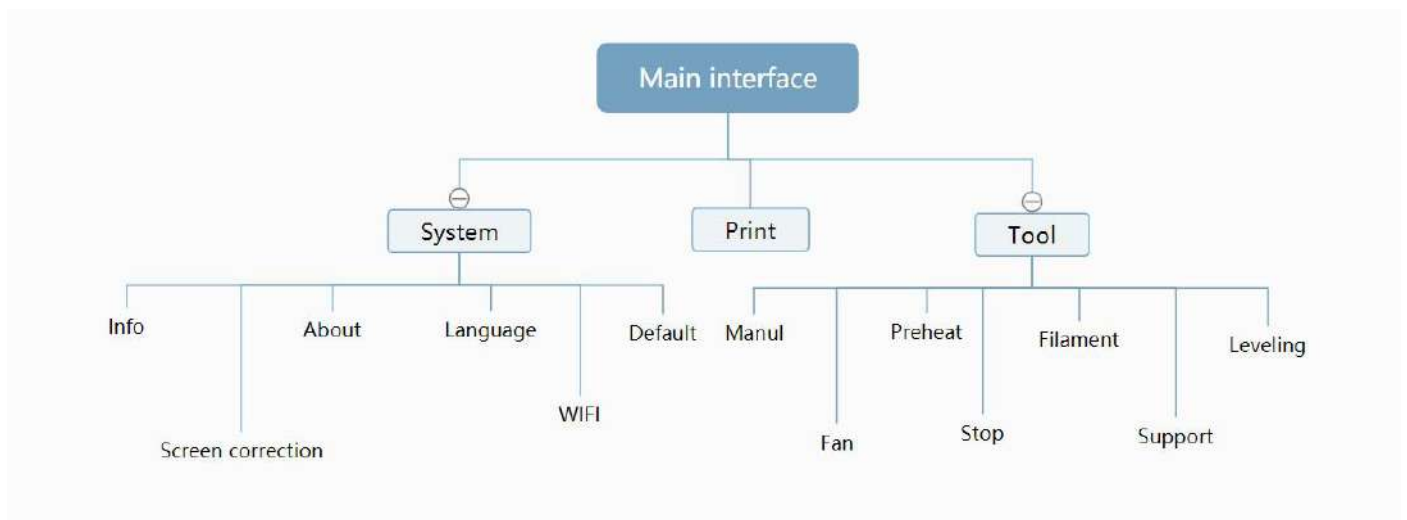 Main interface
System
Print
Tool
Info
Screen correction
About
Language
WIFI
Default
Manul
Fan
Preheat
Stop
Filament
Support
Leveling